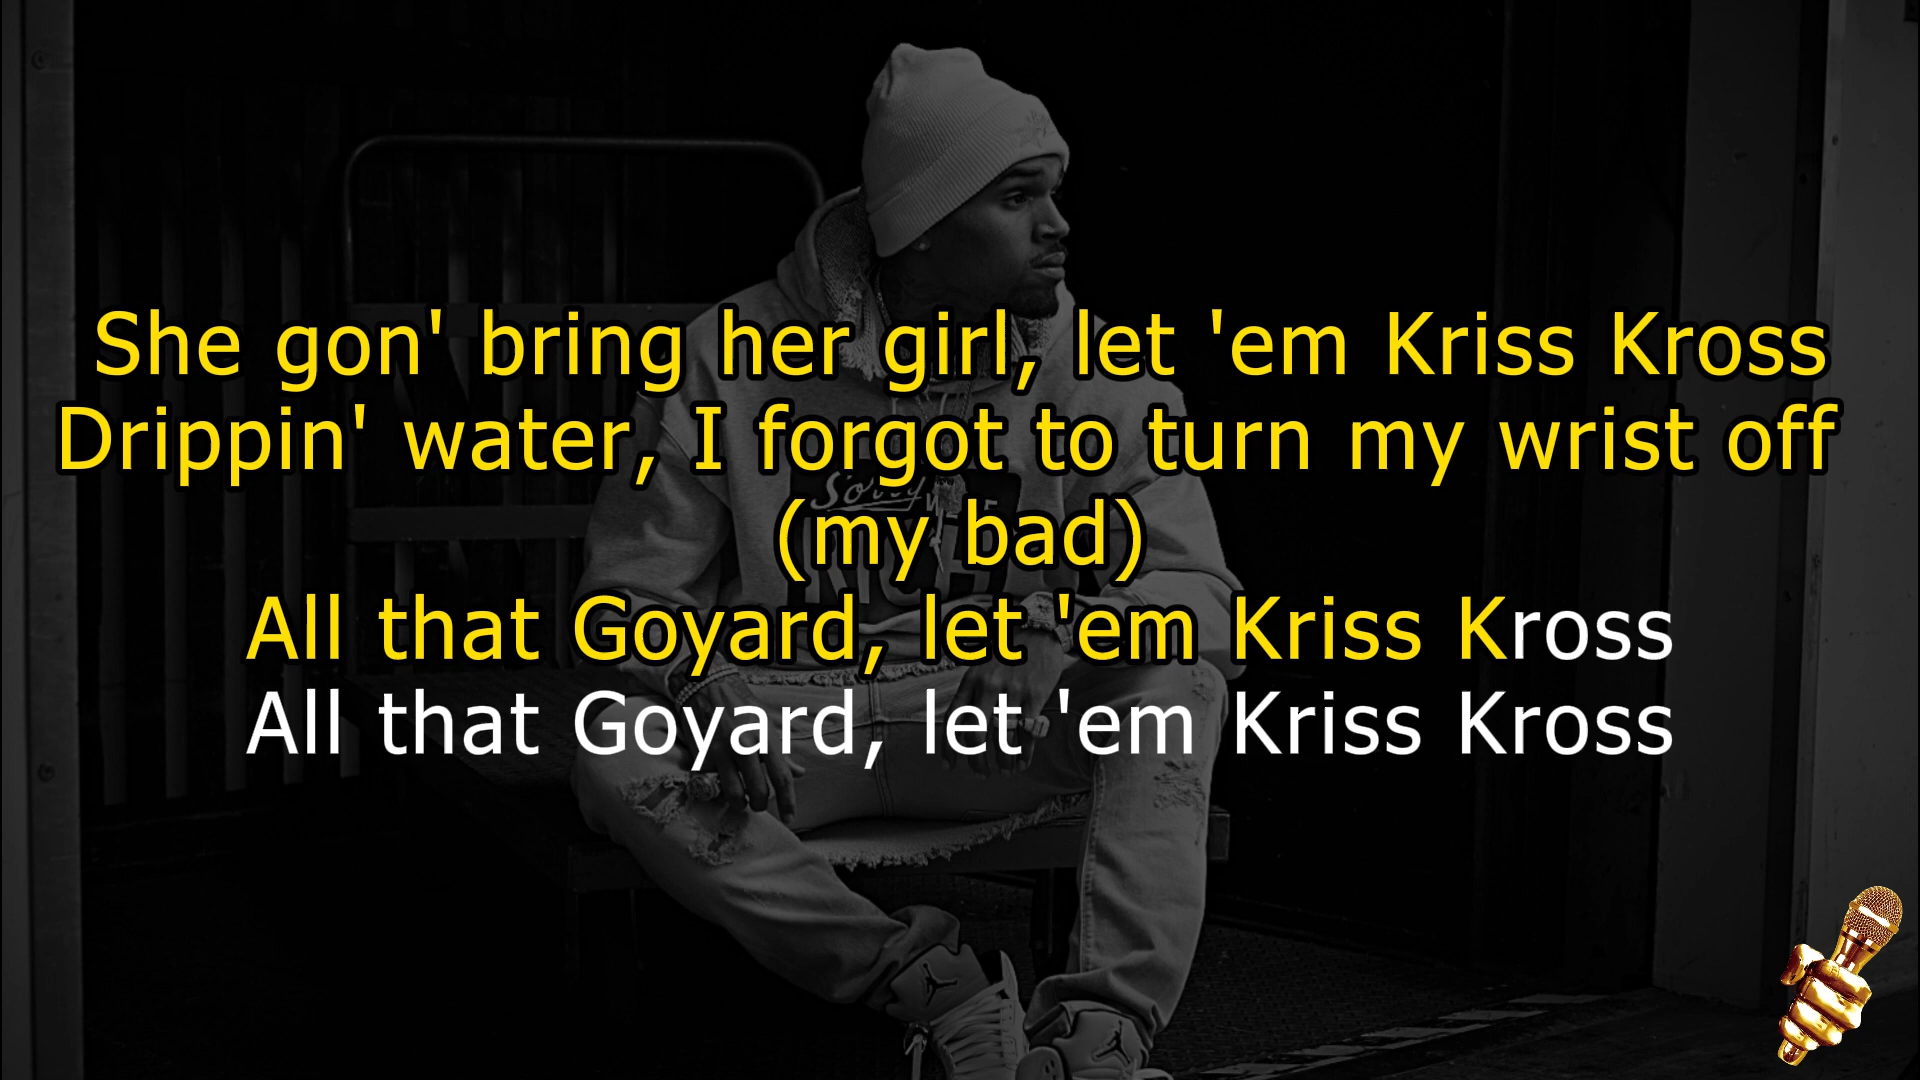 She gon' bring her girl, let 'em Kriss Kross
Drippin' water, I forgot to turn my wrist off
(my bad)
All that Goyard, let 'em Kriss Kross
All that Goyard, let 'em Kriss Kross
Sorry